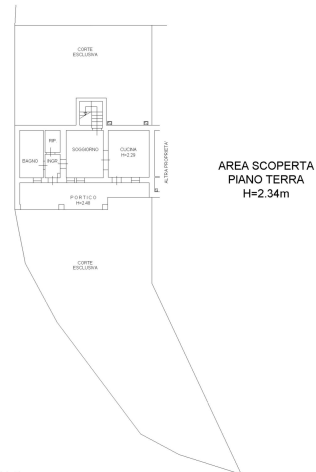 CORTE
ESCLUSIVA
RIP.
BAGNO
INGR.
SOGGIORNO
CUCINA
H=2.29
ALTRA PROPRIETA'
PORTICO
H=2.48
CORTE
ESCLUSIVA
AREA SCOPERTA
PIANO TERRA
H=2.34m